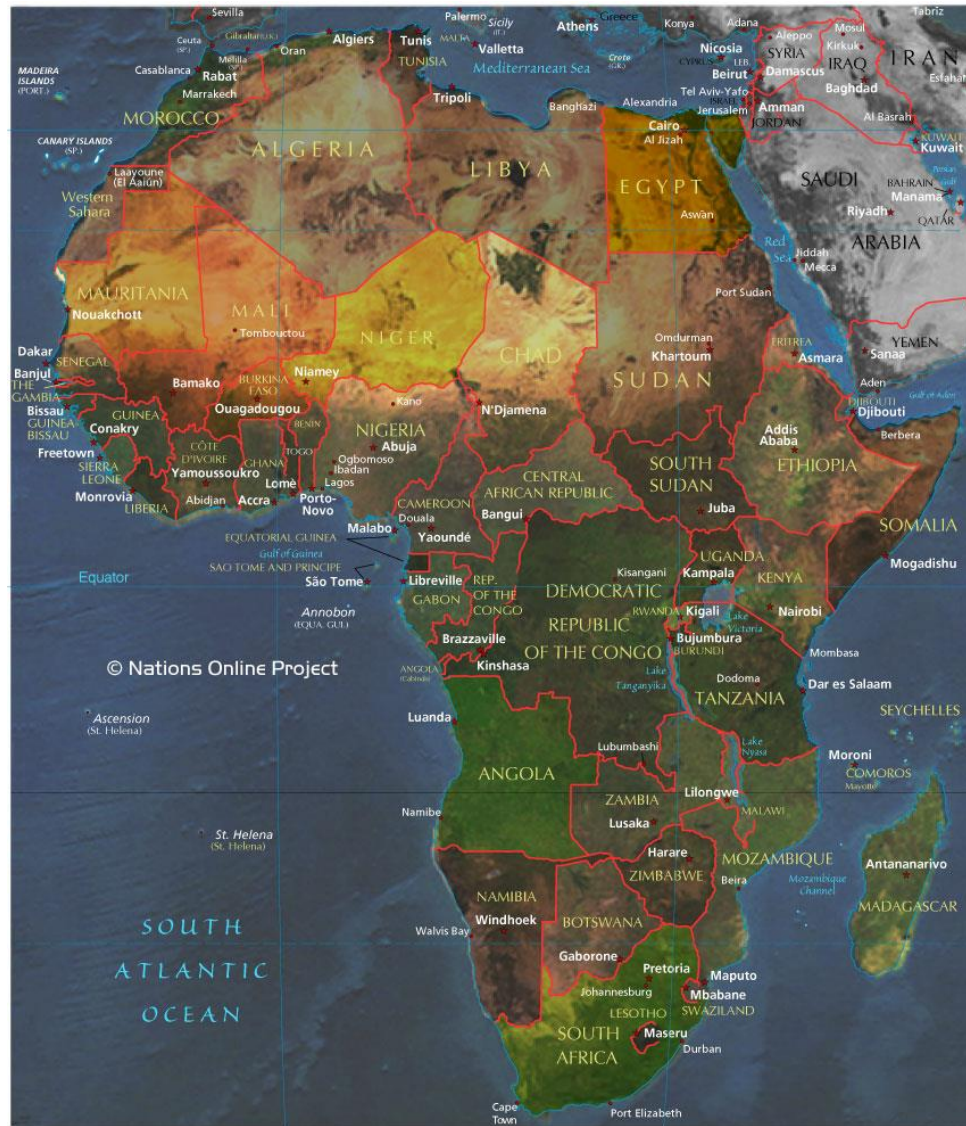 Sevilla
Gibraltar (U.K.)
Ceuta
(SP.)
Melilla
(SP.)
Oran
Algiers
Tunis
TUNISIA
Palermo
Sicily
(IT.)
MALTA
Valletta
Mediterranean Sea
Athens
Greece
Crete
(GR.)
Konya
Adana
Nicosia
CYPRUS
LEB.
Beirut
Aleppo
SYRIA
Damascus
Mosul
Kirkuk
IRAQ
Baghdad
Tabrīz
IRAN
Esfahan
MADEIRA
ISLANDS
(PORT.)
Casablanca
Rabat
Marrakech
MOROCCO
Tripoli
Banghazi
Alexandria
Tel Aviv-Yafo
ISRAEL
Jerusalem
Amman
JORDAN
Al Basrah
KUWAIT
Kuwait
CANARY ISLANDS
(SP.)
ALGERIA
LIBYA
Cairo
Al Jizah
EGYPT
Aswan
Laayoune
(El Aaiún)
Western
Sahara
SAUDI
ARABIA
Riyadh
BAHRAIN
Manama
QATAR
Persian
Gulf
Red
Sea
Jiddah
Mecca
MAURITANIA
Nouakchott
MALI
Tombouctou
NIGER
CHAD
SUDAN
Port Sudan
Omdurman
Khartoum
ERITREA
Asmara
YEMEN
Sanaa
Dakar
SENEGAL
Banjul
THE
GAMBIA
Bissau
GUINEA-
BISSAU
Bamako
BURKINA
FASO
Ouagadougou
Niamey
Kano
N'Djamena
Aden
Gulf of Aden
DJIBOUTI
Djibouti
Berbera
GUINEA
Conakry
Freetown
SIERRA
LEONE
Monrovia
LIBERIA
CÔTE
D'IVOIRE
Yamoussokro
Abidjan
GHANA
Accra
TOGO
Lomé
BENIN
Porto-
Novo
NIGERIA
Abuja
Ogbomoso
Ibadan
Lagos
CENTRAL
AFRICAN REPUBLIC
Bangui
SOUTH
SUDAN
Juba
Addis
Ababa
ETHIOPIA
SOMALIA
Mogadishu
CAMEROON
Douala
Yaoundé
Malabo
EQUATORIAL GUINEA
Gulf of Guinea
SAO TOME AND PRINCIPE
São Tome
Equator
Libreville
GABON
REP.
OF THE
CONGO
Kisangani
DEMOCRATIC
REPUBLIC
OF THE CONGO
UGANDA
Kampala
KENYA
Nairobi
Lake
Victoria
RWANDA
Kigali
Bujumbura
BURUNDI
Annobon
(EQUA. GUI.)
Brazzaville
Kinshasa
ANGOLA
(Cabinda)
Lake
Tanganyika
Dodoma
TANZANIA
Mombasa
Dar es Salaam
SEYCHELLES
© Nations Online Project
Ascension
(St. Helena)
Luanda
ANGOLA
Namibe
Lubumbashi
ZAMBIA
Lusaka
Lake
Nyasa
Lilongwe
MALAWI
Moroni
COMOROS
Mayotte
St. Helena
(St. Helena)
Harare
ZIMBABWE
MOZAMBIQUE
Beira
Mozambique
Channel
Antananarivo
MADAGASCAR
NAMIBIA
Windhoek
Walvis Bay
BOTSWANA
Gaborone
SOUTH
ATLANTIC
OCEAN
Pretoria
Johannesburg
Maputo
Mbabane
SWAZILAND
LESOTHO
Maseru
SOUTH
AFRICA
Durban
Cape
Town
Port Elizabeth